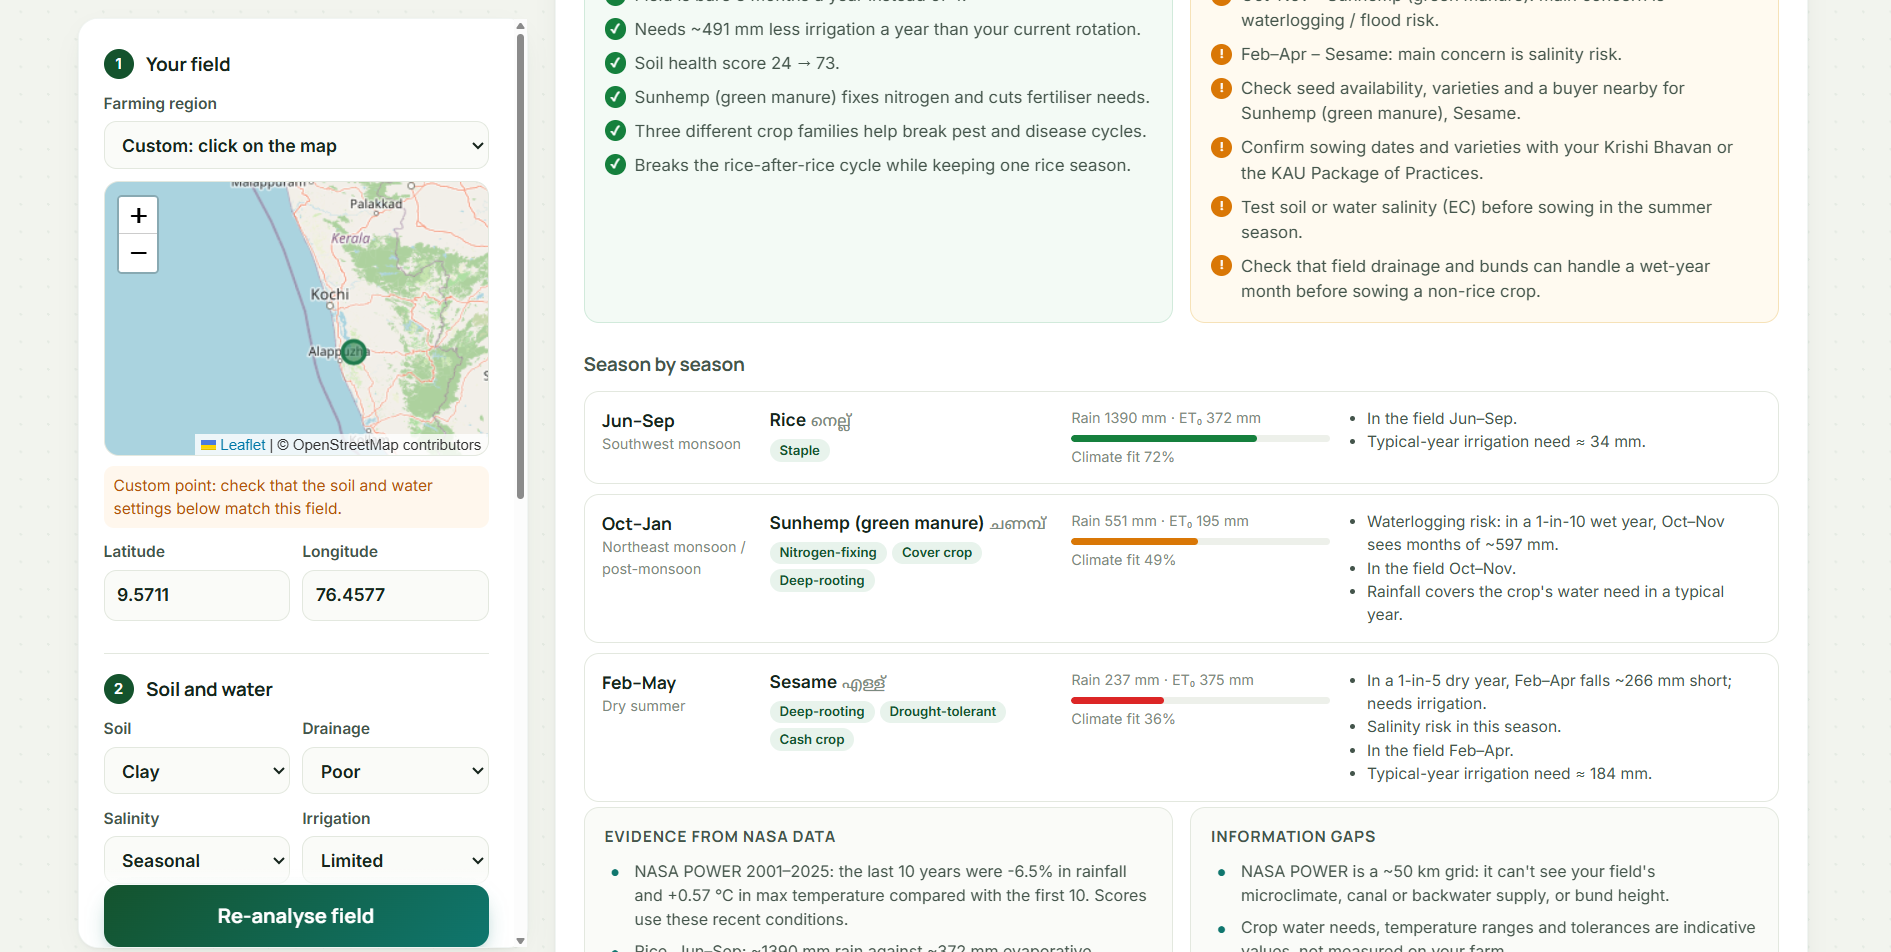 1 Your field
Farming region
Custom: click on the map
+
−
Palakkad
Kerala
Kochi
Leaflet | © OpenStreetMap contributors
Custom point: check that the soil and water
settings below match this field.
Latitude Longitude
9.5711 76.4577
2 Soil and water
Soil Drainage
Clay Poor
Salinity Irrigation
Seasonal Limited
Re-analyse field
Needs ~491 mm less irrigation a year than your current rotation.
Soil health score 24 → 73.
Sunhemp (green manure) fixes nitrogen and cuts fertiliser needs.
Three different crop families help break pest and disease cycles.
Breaks the rice-after-rice cycle while keeping one rice season.
waterlogging / flood risk.
Feb–Apr – Sesame: main concern is salinity risk.
Check seed availability, varieties and a buyer nearby for
Sunhemp (green manure), Sesame.
Confirm sowing dates and varieties with your Krishi Bhavan or
the KAU Package of Practices.
Test soil or water salinity (EC) before sowing in the summer
season.
Check that field drainage and bunds can handle a wet-year
month before sowing a non-rice crop.
Season by season
Jun–Sep
Southwest monsoon
Rice നെല്ല്
Staple
Rain 1390 mm · ET₀ 372 mm
Climate fit 72%
• In the field Jun–Sep.
• Typical-year irrigation need ≈ 34 mm.
Oct–Jan
Northeast monsoon /
post-monsoon
Sunhemp (green manure) ചണമ്പ്
Nitrogen-fixing Cover crop
Deep-rooting
Rain 551 mm · ET₀ 195 mm
Climate fit 49%
• Waterlogging risk: in a 1-in-10 wet year, Oct–Nov
sees months of ~597 mm.
• In the field Oct–Nov.
• Rainfall covers the crop's water need in a typical
year.
Feb–May
Dry summer
Sesame എള്ള്
Deep-rooting Drought-tolerant
Cash crop
Rain 237 mm · ET₀ 375 mm
Climate fit 36%
• In a 1-in-5 dry year, Feb–Apr falls ~266 mm short;
needs irrigation.
• Salinity risk in this season.
• In the field Feb–Apr.
• Typical-year irrigation need ≈ 184 mm.
EVIDENCE FROM NASA DATA
• NASA POWER 2001–2025: the last 10 years were -6.5% in rainfall
and +0.57 °C in max temperature compared with the first 10. Scores
use these recent conditions.
• Rice, Jun–Sep: ~1390 mm rain against ~372 mm evaporative
INFORMATION GAPS
• NASA POWER is a ~50 km grid: it can't see your field's
microclimate, canal or backwater supply, or bund height.
• Crop water needs, temperature ranges and tolerances are indicative
values, not measured on your farm.